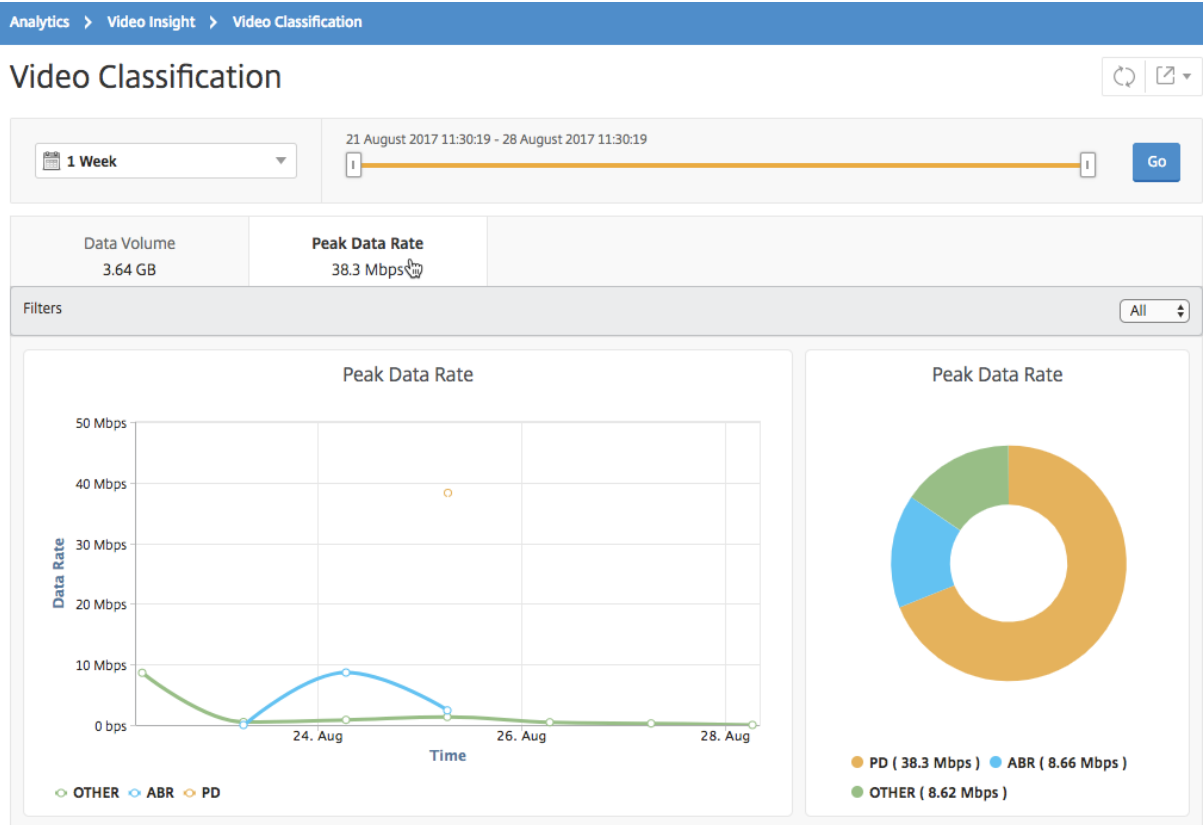 Analytics > Video Insight > Video Classification
Video Classification
21 August 2017 11:30:19 - 28 August 2017 11:30:19
1 Week
Go
Data Volume
3.64 GB
Peak Data Rate
38.3 Mbps
Filters
All
Peak Data Rate
50 Mbps
40 Mbps
30 Mbps
20 Mbps
10 Mbps
0 bps
Data Rate
24. Aug
26. Aug
28. Aug
Time
OTHER ABR PD
Peak Data Rate
PD ( 38.3 Mbps ) ABR ( 8.66 Mbps )
OTHER ( 8.62 Mbps )